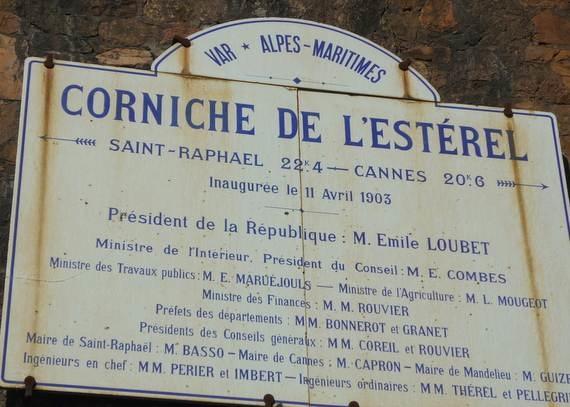 VAR ★ ALPES-MARITIMES
CORNICHE DE L'ESTÉREL
SAINT-RAPHAEL 22K4 — CANNES 20K6
Inaugurée le 11 Avril 1903
Président de la République : M. Emile LOUBET
Ministre de l'Interieur, Président du Conseil : M. E. COMBES
Ministre des Travaux publics : M. E. MARUÉJOULS — Ministre de l'Agriculture : M. L. MOUGEOT
Ministre des Finances : M. M. ROUVIER
Préfets des départements : MM. BONNEROT et GRANET
Présidents des Conseils généraux : MM. COREIL et ROUVIER
Maire de Saint-Raphaël : M. BASSO — Maire de Cannes : M. CAPRON — Maire de Mandelieu : M. GUIZE
Ingénieurs en chef : MM. PERIER et IMBERT — Ingénieurs ordinaires : MM. THÉREL et PELLEGRI